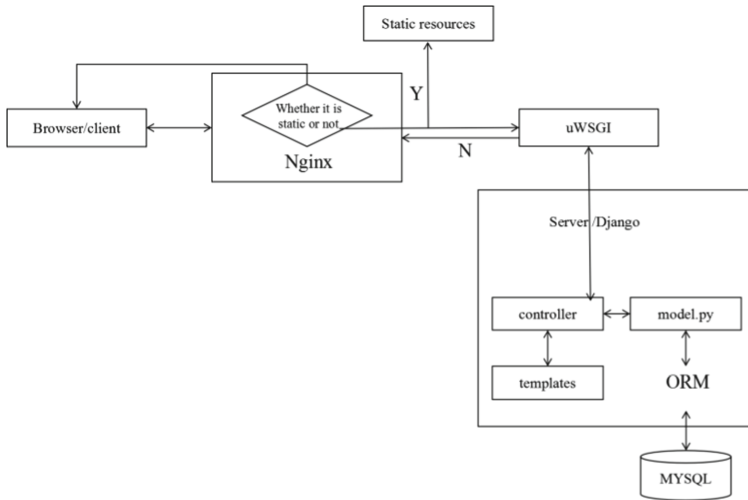 Static resources
Y
Whether it is
static or not
Browser/client
uWSGI
N
Nginx
Server /Django
controller
model.py
templates
ORM
MYSQL